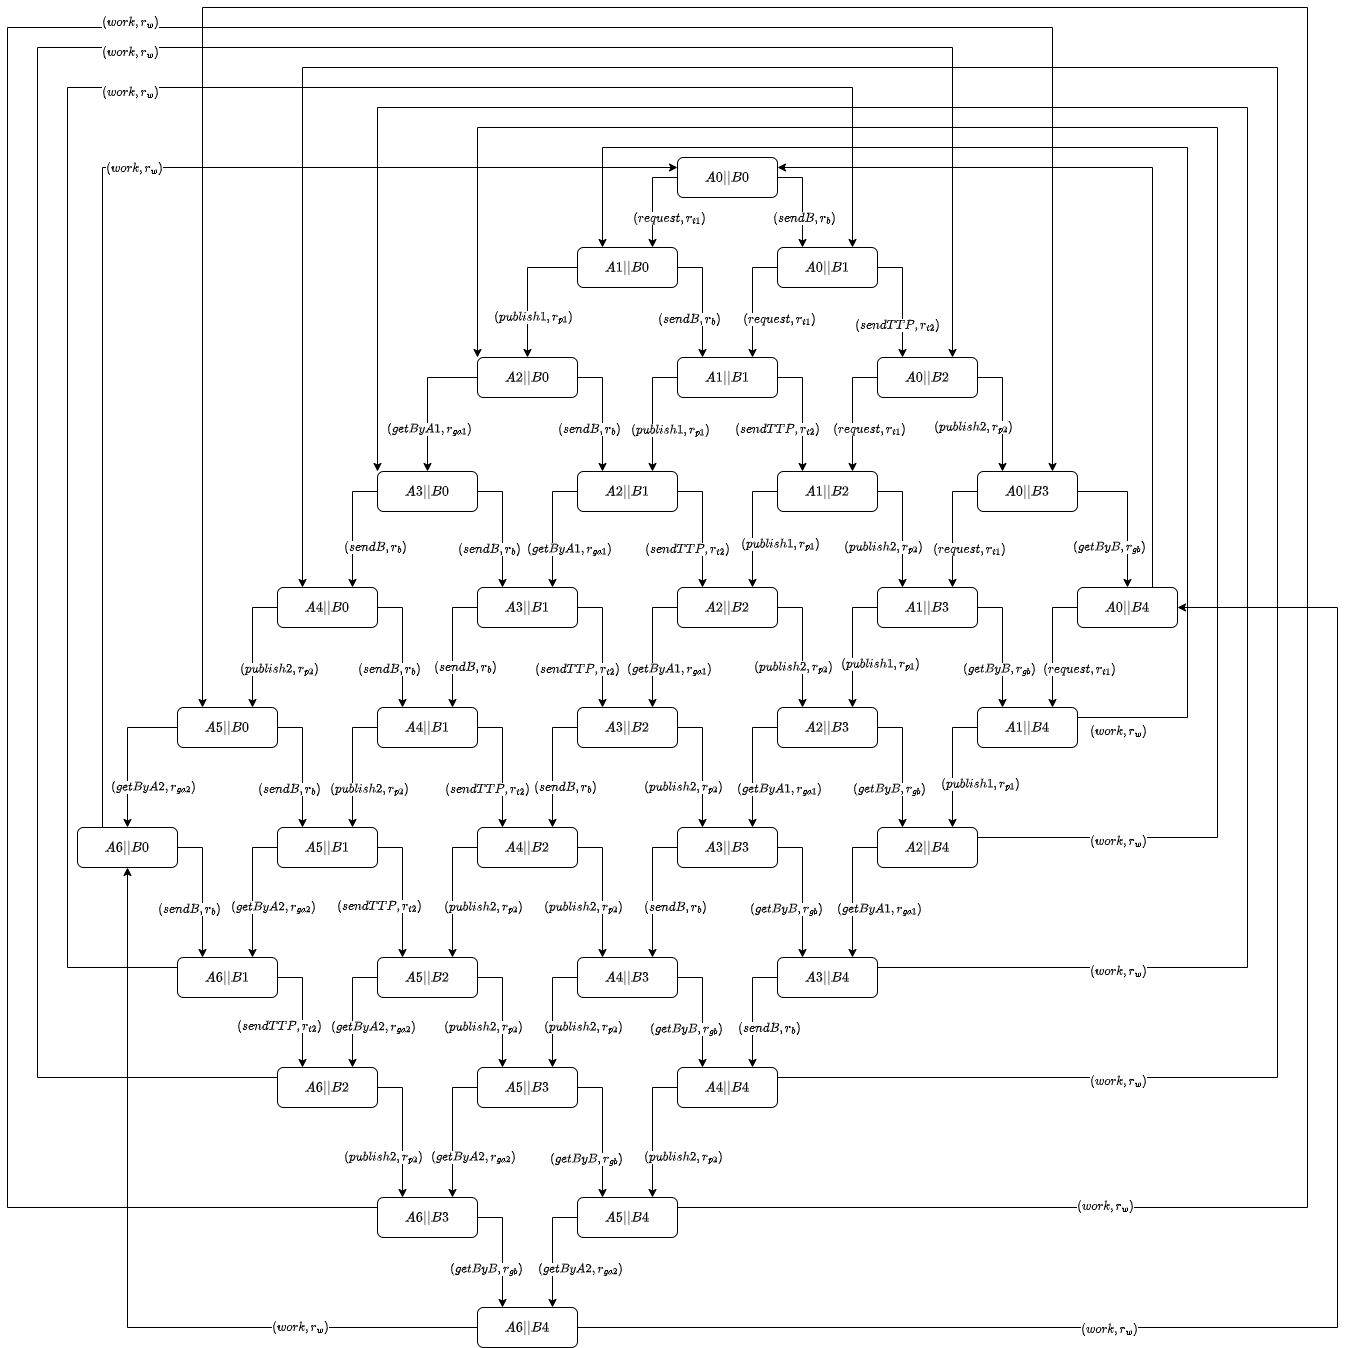 (work, r_w)
(work, r_w)
(work, r_w)
(work, r_w)
A0||B0
(request, r_t1) (sendB, r_b)
A1||B0 A0||B1
(publish1, r_p1) (sendB, r_b) (request, r_t1) (sendTTP, r_t2)
A2||B0 A1||B1 A0||B2
(getByA1, r_ga1) (sendB, r_b) (publish1, r_p1) (sendTTP, r_t2) (request, r_t1) (publish2, r_p2)
A3||B0 A2||B1 A1||B2 A0||B3
(sendB, r_b) (sendB, r_b) (getByA1, r_ga1) (sendTTP, r_t2) (publish1, r_p1) (publish2, r_p2) (request, r_t1) (getByB, r_gb)
A4||B0 A3||B1 A2||B2 A1||B3 A0||B4
(publish2, r_p2) (sendB, r_b) (sendB, r_b) (sendTTP, r_t2) (getByA1, r_ga1) (publish2, r_p2) (publish1, r_p1) (getByB, r_gb) (request, r_t1)
A5||B0 A4||B1 A3||B2 A2||B3 A1||B4
(work, r_w)
(getByA2, r_ga2) (sendB, r_b) (publish2, r_p2) (sendTTP, r_t2) (sendB, r_b) (publish2, r_p2) (getByA1, r_ga1) (getByB, r_gb) (publish1, r_p1)
A6||B0 A5||B1 A4||B2 A3||B3 A2||B4 (work, r_w)
(sendB, r_b) (getByA2, r_ga2) (sendTTP, r_t2) (publish2, r_p2) (publish2, r_p2) (sendB, r_b) (getByB, r_gb) (getByA1, r_ga1)
A6||B1 A5||B2 A4||B3 A3||B4 (work, r_w)
(sendTTP, r_t2) (getByA2, r_ga2) (publish2, r_p2) (publish2, r_p2) (getByB, r_gb) (sendB, r_b)
A6||B2 A5||B3 A4||B4 (work, r_w)
(publish2, r_p2) (getByA2, r_ga2) (getByB, r_gb) (publish2, r_p2)
A6||B3 A5||B4 (work, r_w)
(getByB, r_gb) (getByA2, r_ga2)
(work, r_w) A6||B4 (work, r_w)